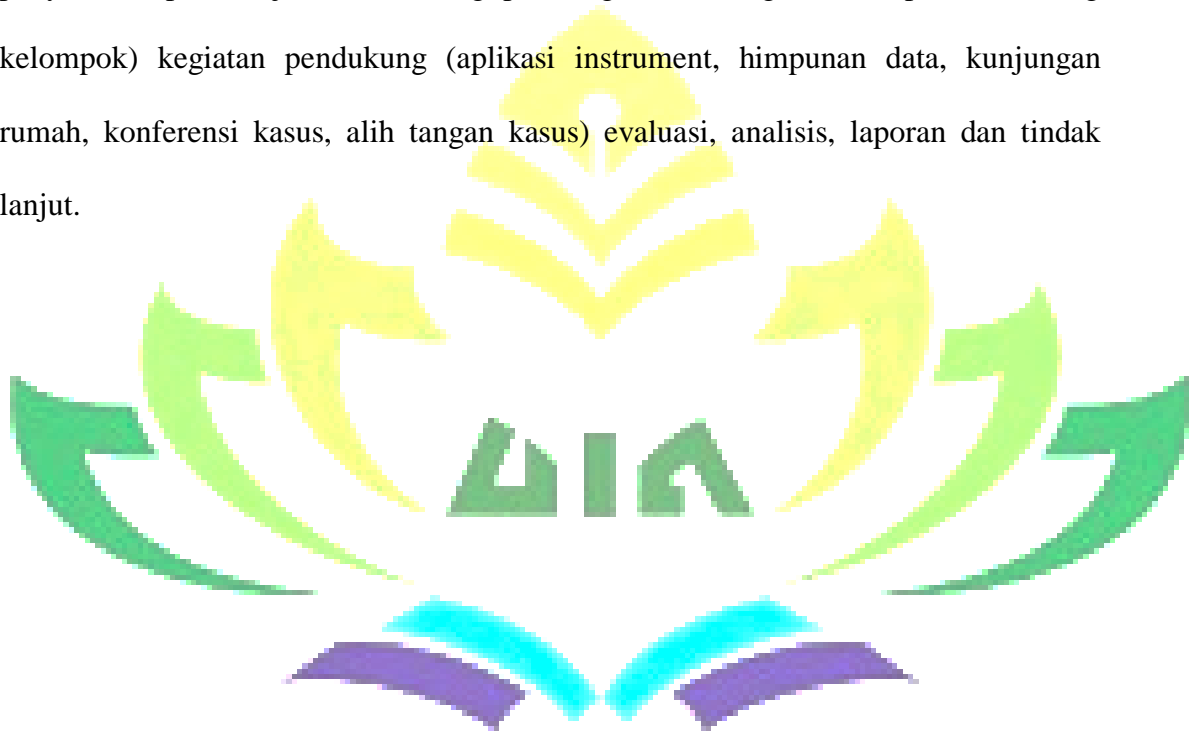 kelompok) kegiatan pendukung (aplikasi instrument, himpunan data, kunjungan
rumah, konferensi kasus, alih tangan kasus) evaluasi, analisis, laporan dan tindak
lanjut.